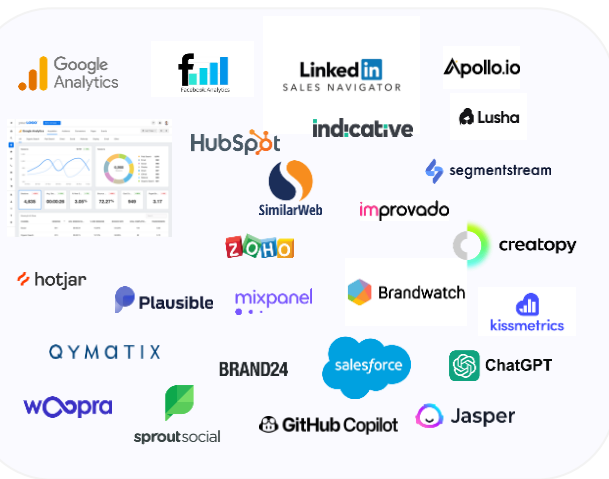 Google
Analytics
Facebook Analytics
Linked in
SALES NAVIGATOR
Apollo.io
Lusha
HubSpot
indicative
segmentstream
SimilarWeb
improvado
ZOHO
creatopy
hotjar
Plausible
mixpanel
Brandwatch
kissmetrics
QYMATIX
BRAND24
salesforce
ChatGPT
woopra
sproutsocial
GitHub Copilot
Jasper